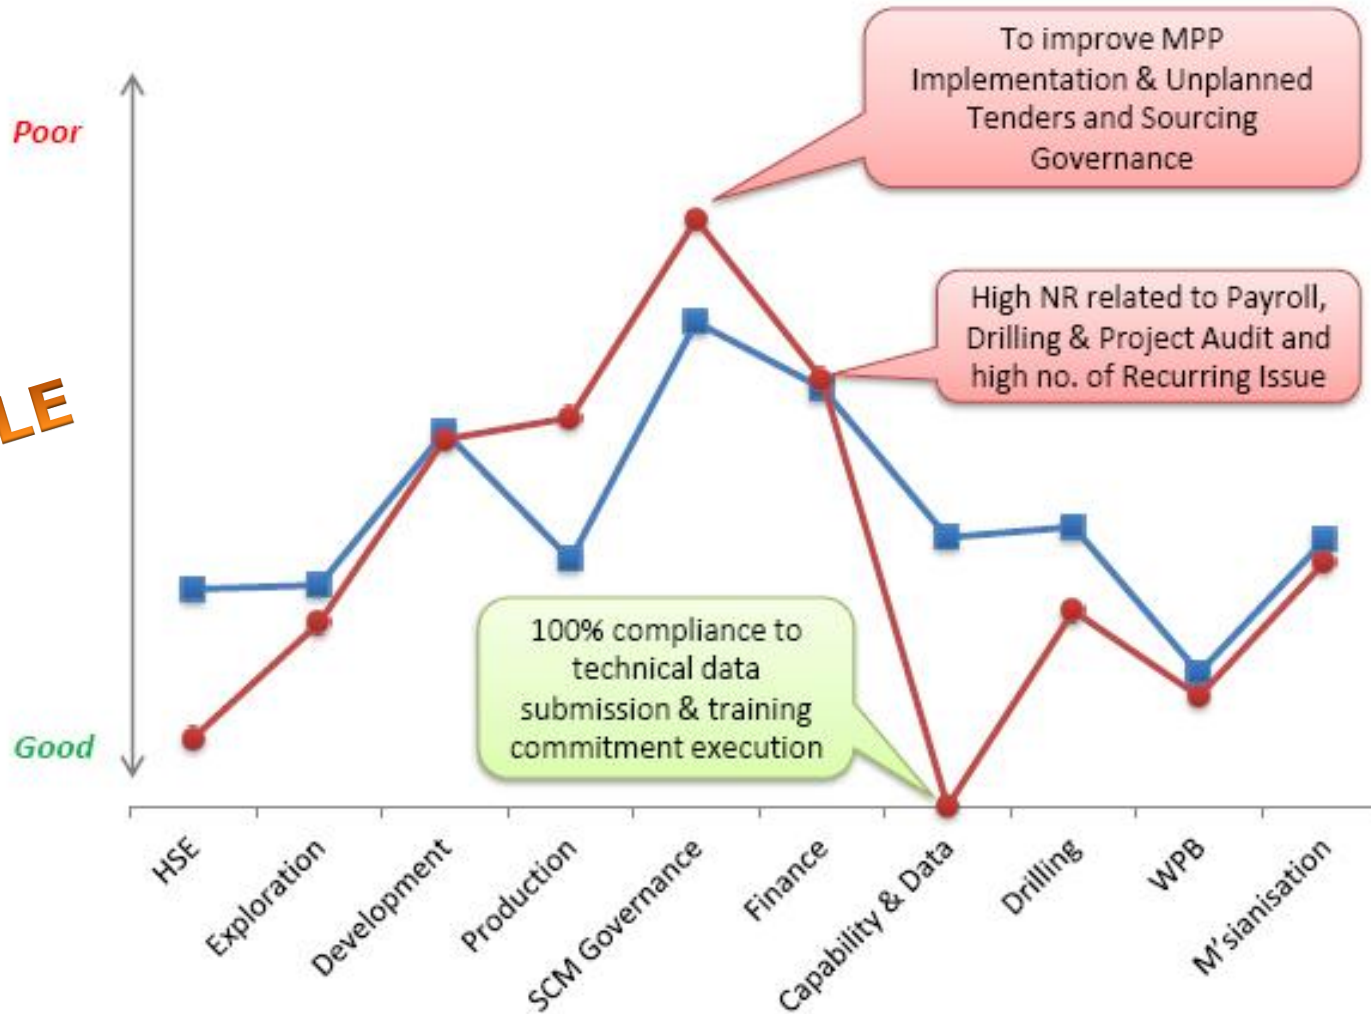 Poor
To improve MPP
Implementation & Unplanned
Tenders and Sourcing
Governance
High NR related to Payroll,
Drilling & Project Audit and
high no. of Recurring Issue
LE
100% compliance to
technical data
submission & training
commitment execution
Good
HSE
Exploration
Development
Production
SCM Governance
Finance
Capability & Data
Drilling
WPB
M'sianisation